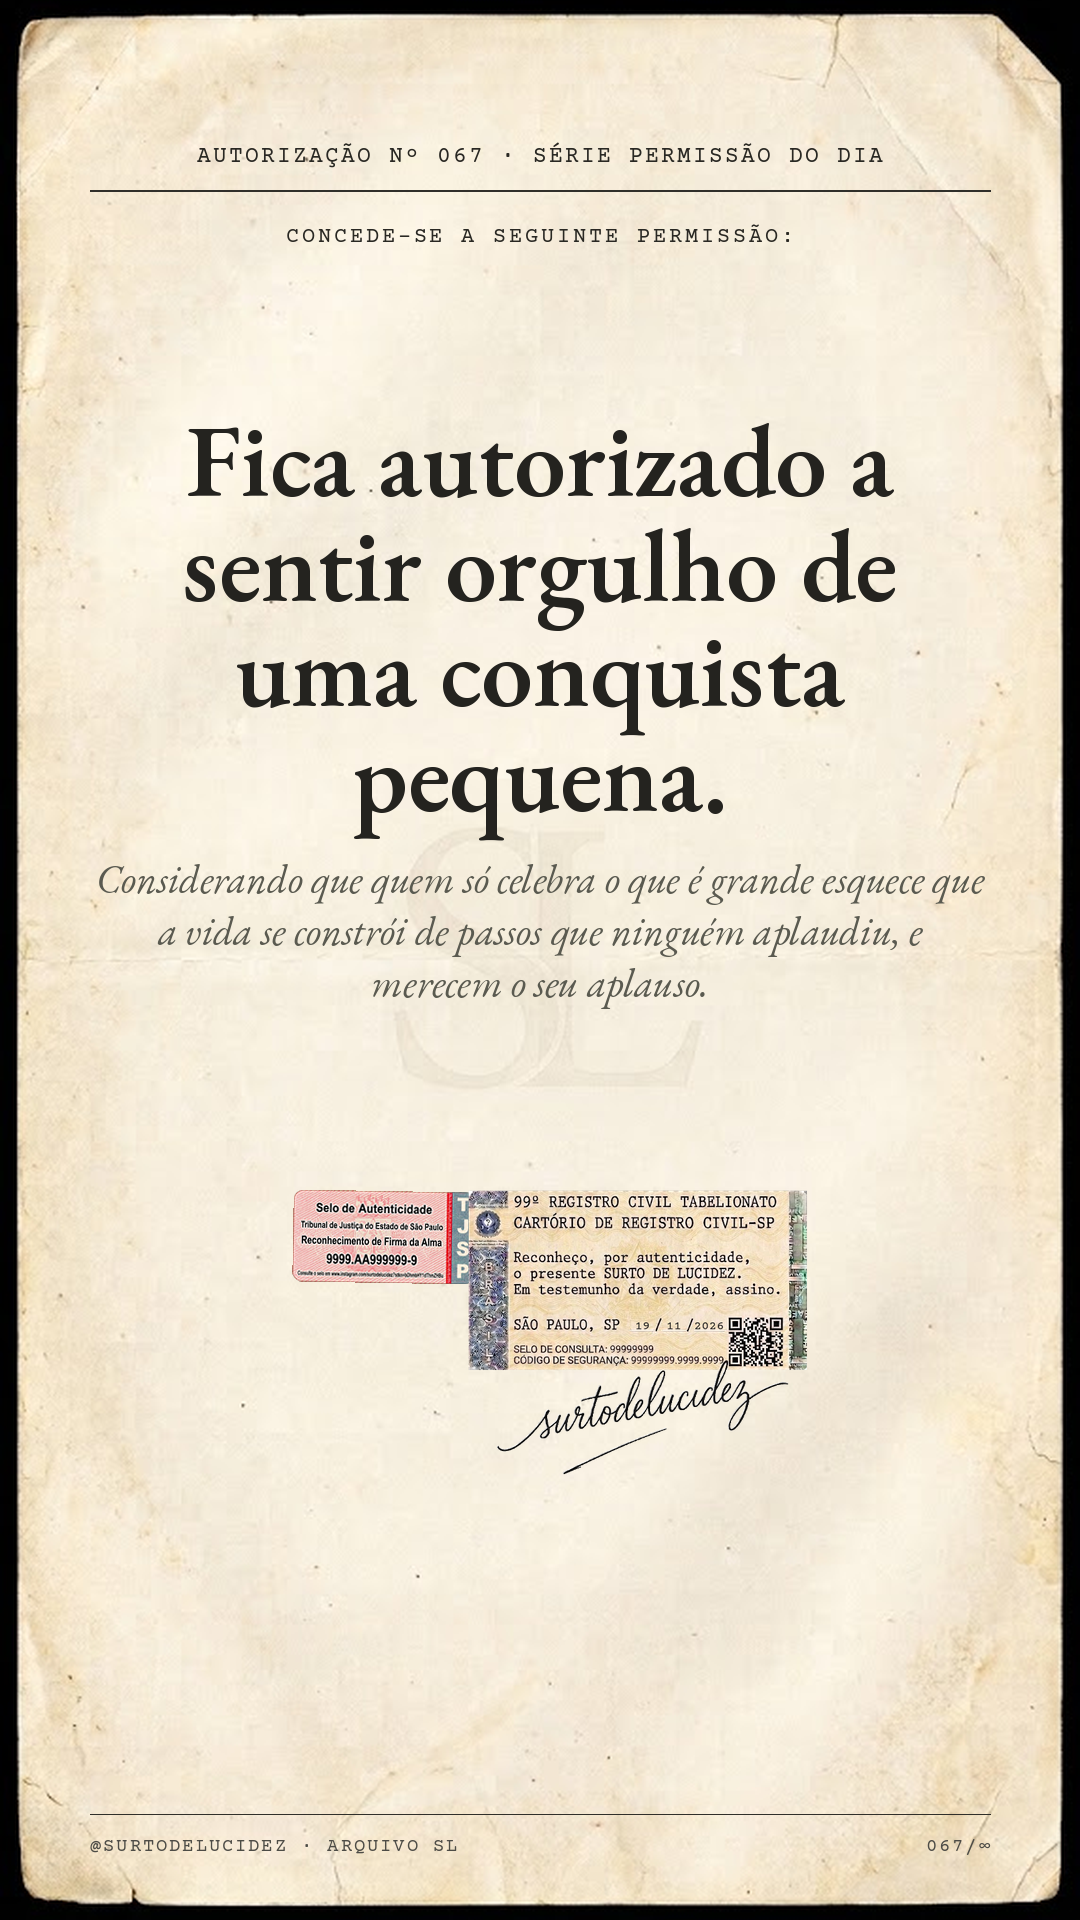 AUTORIZAÇÃO Nº 067 · SÉRIE PERMISSÃO DO DIA
CONCEDE-SE A SEGUINTE PERMISSÃO:
Fica autorizado a
sentir orgulho de
uma conquista
pequena.
Considerando que quem só celebra o que é grande esquece que
a vida se constrói de passos que ninguém aplaudiu, e
merecem o seu aplauso.
SL
Selo de Autenticidade
Tribunal de Justiça do Estado de São Paulo
Reconhecimento de Firma da Alma
9999.AA999999-9
TJSP
BRASIL
99º REGISTRO CIVIL TABELIONATO
CARTÓRIO DE REGISTRO CIVIL-SP
Reconheço, por autenticidade,
o presente SURTO DE LUCIDEZ.
Em testemunho da verdade, assino.
SÃO PAULO, SP 19 / 11 /2026
SELO DE CONSULTA: 99999999
CÓDIGO DE SEGURANÇA: 99999999.9999.9999
surtodelucidez
@SURTODELUCIDEZ · ARQUIVO SL
067/∞